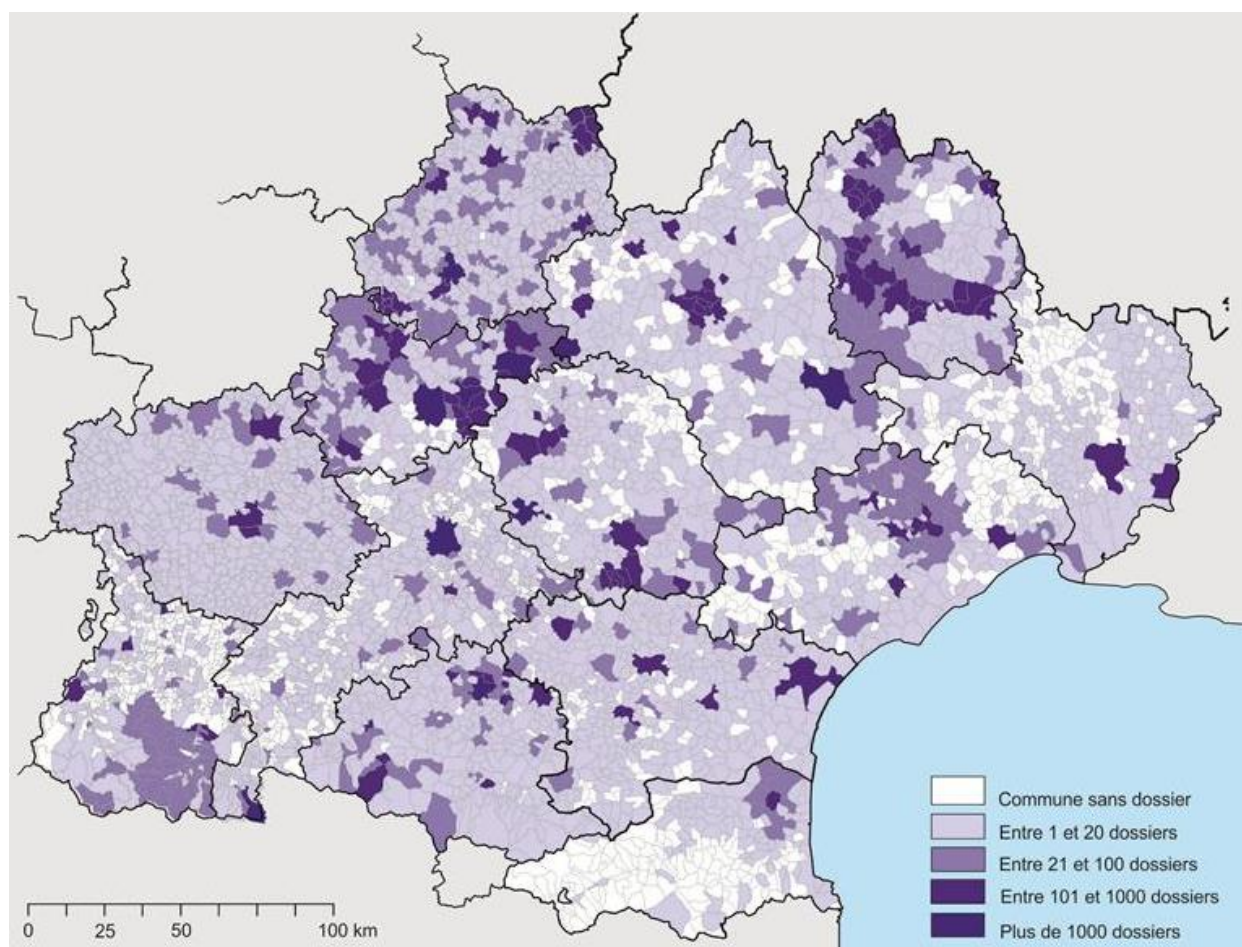 Commune sans dossier
Entre 1 et 20 dossiers
Entre 21 et 100 dossiers
Entre 101 et 1000 dossiers
Plus de 1000 dossiers
0 25 50 100 km